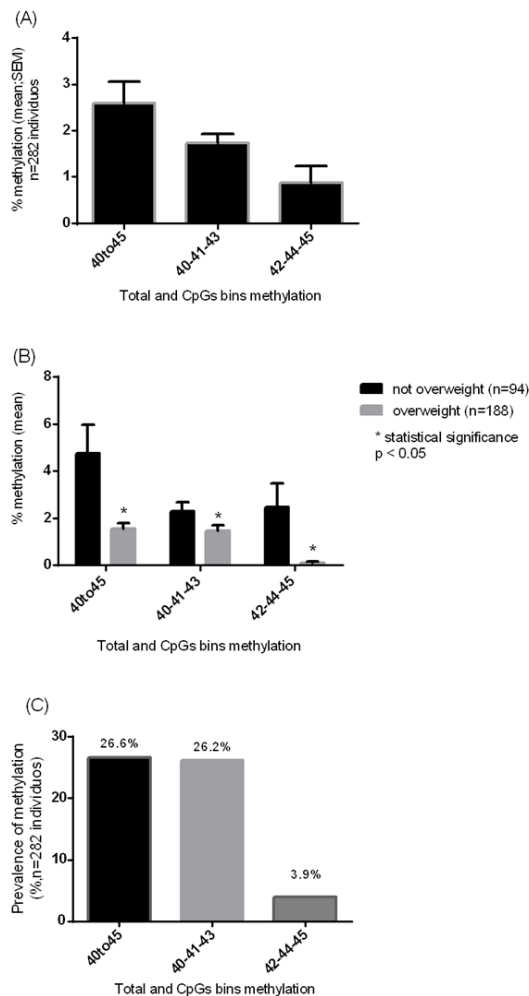 (A)
% methylation (mean;SEM)
n=282 individuos
4
3
2
1
0
40to45
40-41-43
42-44-45
Total and CpGs bins methylation
(B)
% methylation (mean)
8
6
4
2
0
*
*
*
40to45
40-41-43
42-44-45
Total and CpGs bins methylation
not overweight (n=94)
overweight (n=188)
* statistical significance
p < 0.05
(C)
Prevalence of methylation
(%,n=282 individuos)
30
20
10
0
26.6%
26.2%
3.9%
40to45
40-41-43
42-44-45
Total and CpGs bins methylation